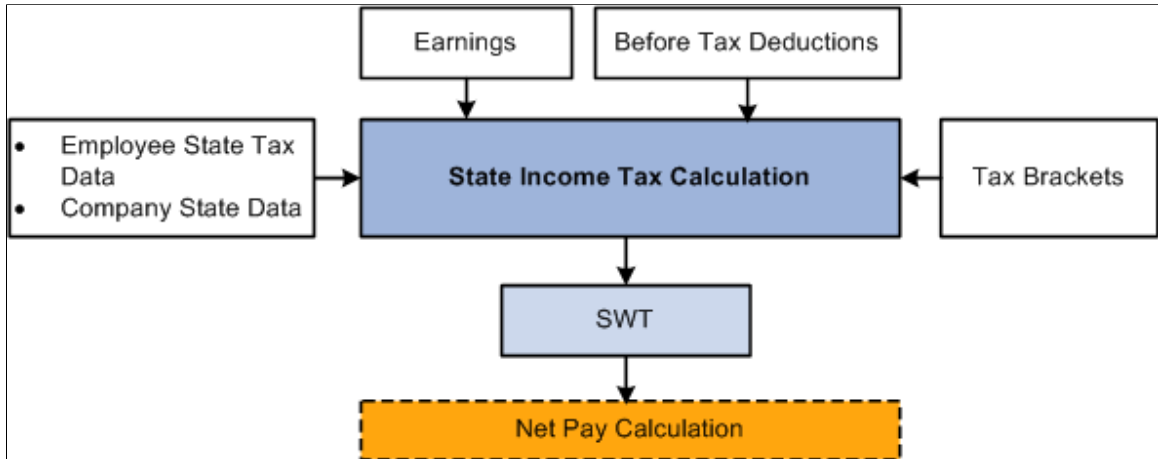 Earnings
Before Tax Deductions
• Employee State Tax
Data
• Company State Data
State Income Tax Calculation
Tax Brackets
SWT
Net Pay Calculation